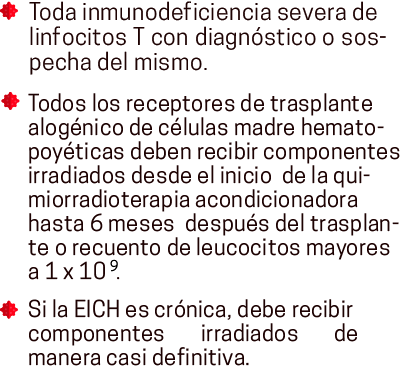 Toda inmunodeficiencia severa de
linfocitos T con diagnóstico o sos-
pecha del mismo.
Todos los receptores de trasplante
alogénico de células madre hemato-
poyéticas deben recibir componentes
irradiados desde el inicio de la qui-
miorradioterapia acondicionadora
hasta 6 meses después del trasplan-
te o recuento de leucocitos mayores
a 1 x 10⁹.
Si la EICH es crónica, debe recibir
componentes irradiados de
manera casi definitiva.